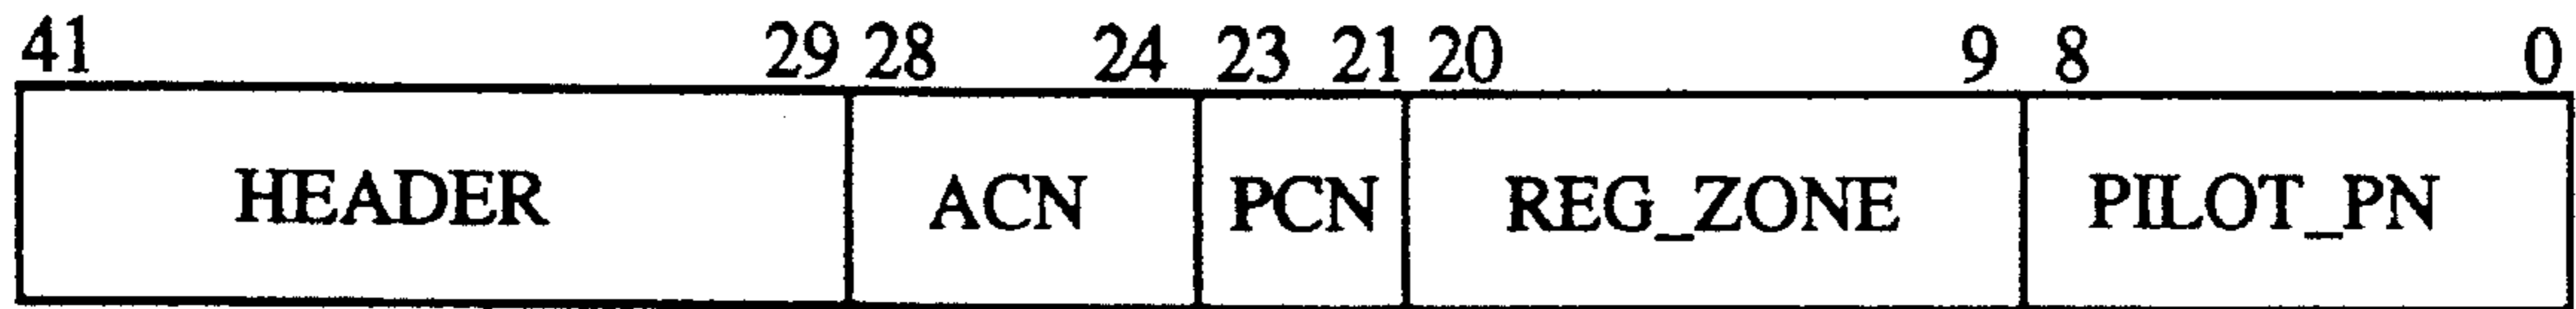 41 29 28 24 23 21 20 9 8 0
HEADER ACN PCN REG_ZONE PILOT_PN